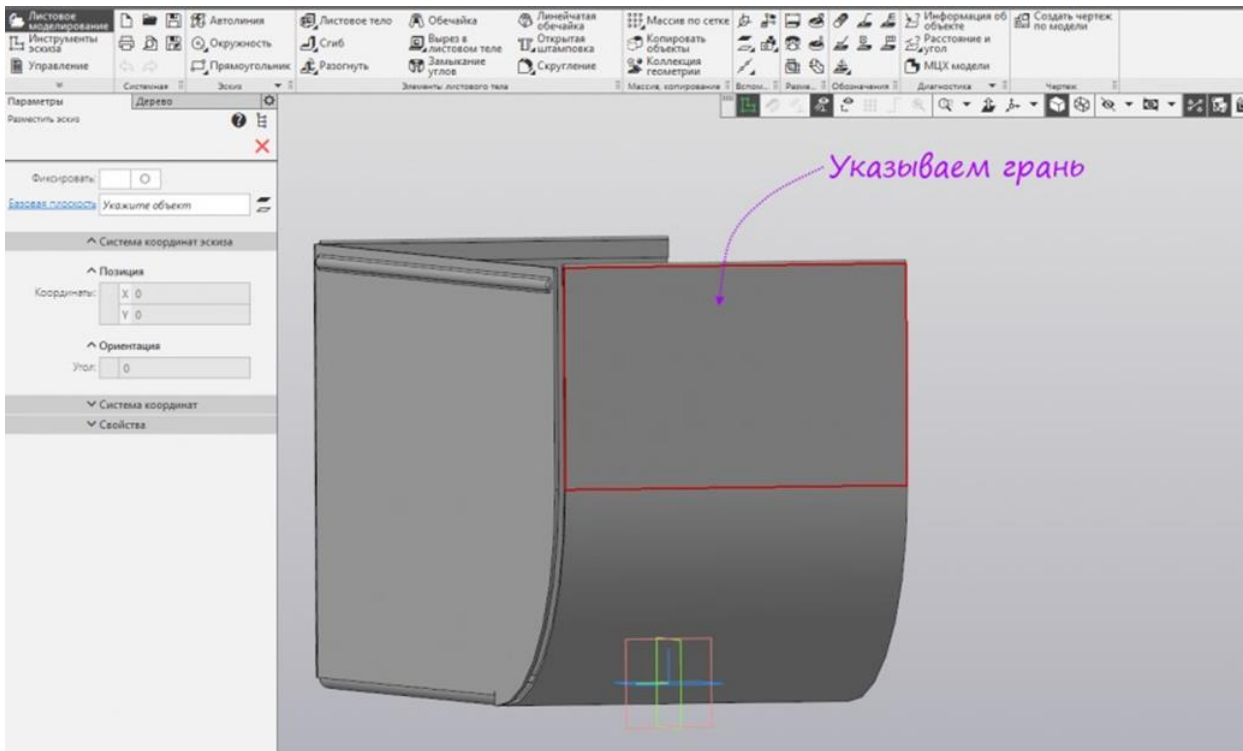 Листовое моделирование
Инструменты эскиза
Управление
Системная
Автолиния
Окружность
Прямоугольник
Эскиз
Листовое тело
Сгиб
Разогнуть
Обечайка
Вырез в листовом теле
Замыкание углов
Линейчатая обечайка
Открытая штамповка
Скругление
Элементы листового тела
Массив по сетке
Копировать объекты
Коллекция геометрии
Массив, копирование
Вспом...
Разме...
Обозначения
Информация об объекте
Расстояние и угол
МЦХ модели
Диагностика
Создать чертеж по модели
Чертеж
Параметры
Дерево
Разместить эскиз
Фиксировать:
Базовая плоскость
Укажите объект
Система координат эскиза
Позиция
Координаты:
X 0
Y 0
Ориентация
Угол:
0
Система координат
Свойства
Указываем грань